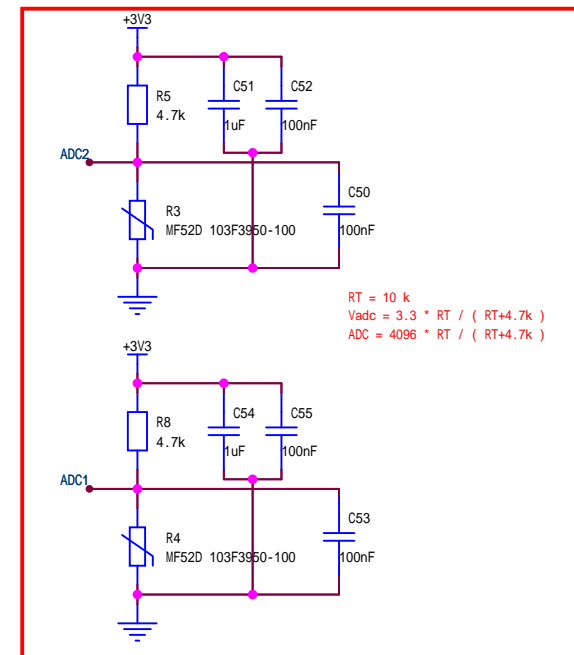 +3V3
R5
4.7k
C51
1uF
C52
100nF
ADC2
R3
MF52D 103F3950-100
C50
100nF
RT = 10 k
Vadc = 3.3 * RT / ( RT+4.7k )
ADC = 4096 * RT / ( RT+4.7k )
+3V3
R8
4.7k
C54
1uF
C55
100nF
ADC1
R4
MF52D 103F3950-100
C53
100nF